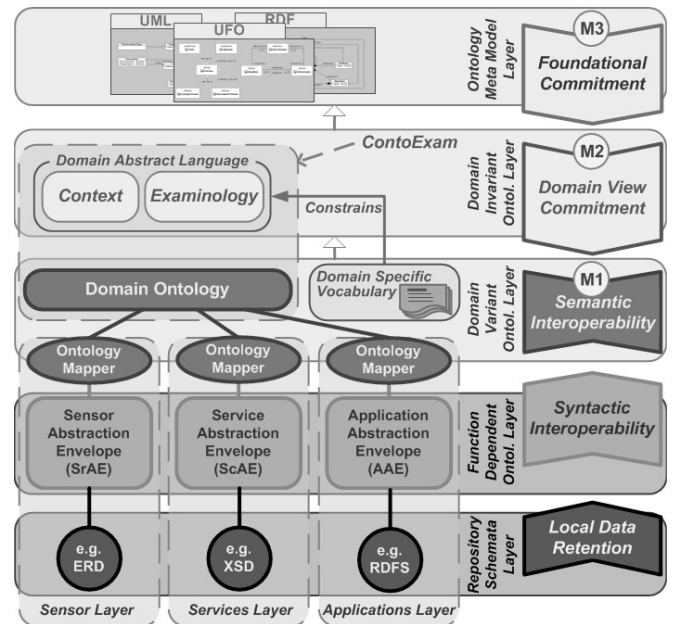 UML
RDF
UFO
Ontology
Meta Model
Layer
M3
Foundational
Commitment
ContoExam
Domain Abstract Language
Context
Examinology
Constrains
Domain
Invariant
Ontol. Layer
M2
Domain View
Commitment
Domain Ontology
Domain Specific
Vocabulary
Domain
Variant
Ontol. Layer
M1
Semantic
Interoperability
Ontology
Mapper
Ontology
Mapper
Ontology
Mapper
Sensor
Abstraction
Envelope
(SrAE)
Service
Abstraction
Envelope
(ScAE)
Application
Abstraction
Envelope
(AAE)
Function
Dependent
Ontol. Layer
Syntactic
Interoperability
e.g.
ERD
e.g.
XSD
e.g.
RDFS
Repository
Schemata
Layer
Local Data
Retention
Sensor Layer
Services Layer
Applications Layer